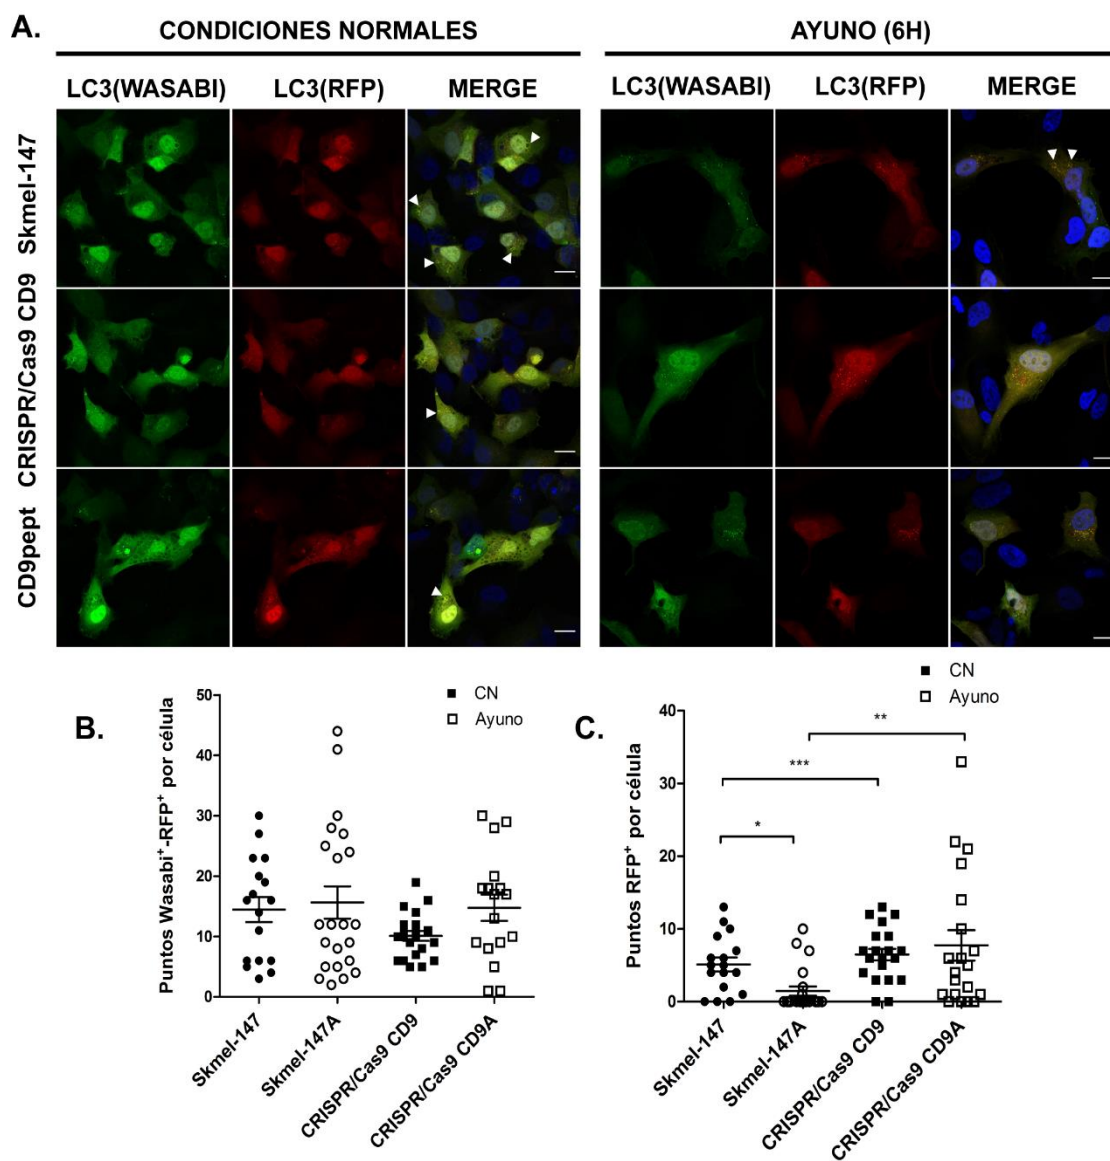 A.
CONDICIONES NORMALES
AYUNO (6H)
LC3(WASABI)
LC3(RFP)
MERGE
LC3(WASABI)
LC3(RFP)
MERGE
Skmel-147
CRISPR/Cas9 CD9
CD9pept
B.
CN
Ayuno
Puntos Wasabi+-RFP+ por célula
50
40
30
20
10
0
Skmel-147
Skmel-147A
CRISPR/Cas9 CD9
CRISPR/Cas9 CD9A
C.
CN
Ayuno
Puntos RFP+ por célula
40
30
20
10
0
**
***
*
Skmel-147
Skmel-147A
CRISPR/Cas9 CD9
CRISPR/Cas9 CD9A